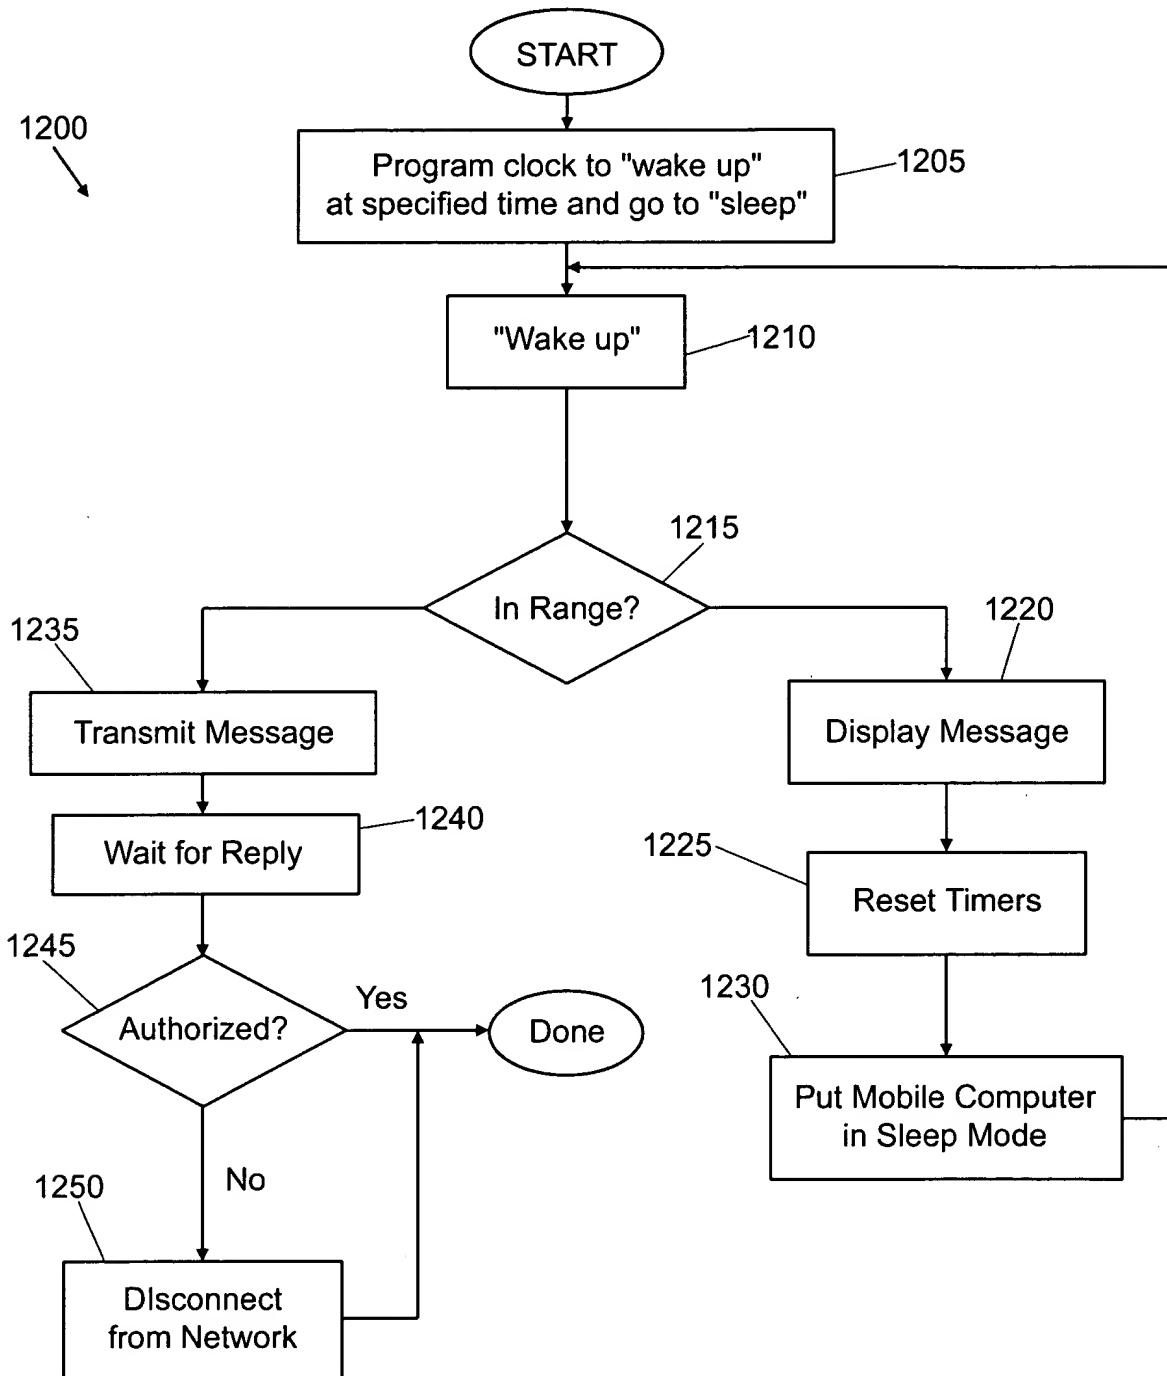 START
1200
Program clock to "wake up"
at specified time and go to "sleep"
1205
"Wake up"
1210
1215
In Range?
1235
1220
Transmit Message
Display Message
1240
Wait for Reply
1225
Reset Timers
1245
Authorized?
Yes
Done
1230
Put Mobile Computer
in Sleep Mode
No
1250
DIsconnect
from Network